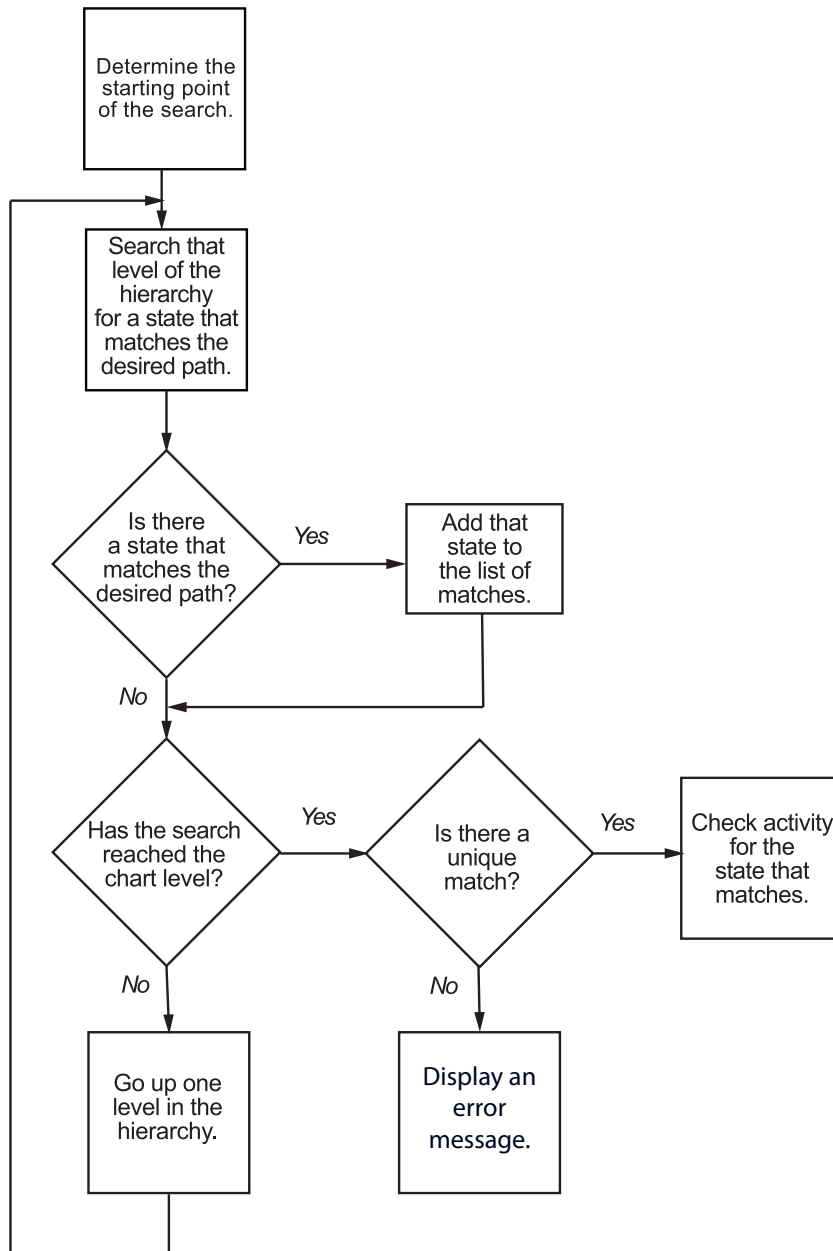 Determine the
starting point
of the search.
Search that
level of the
hierarchy
for a state that
matches the
desired path.
Is there
a state that
matches the
desired path?
Yes
Add that
state to
the list of
matches.
No
Has the search
reached the
chart level?
Yes
Is there a
unique
match?
Yes
Check activity
for the
state that
matches.
No
Go up one
level in the
hierarchy.
No
Display an
error
message.